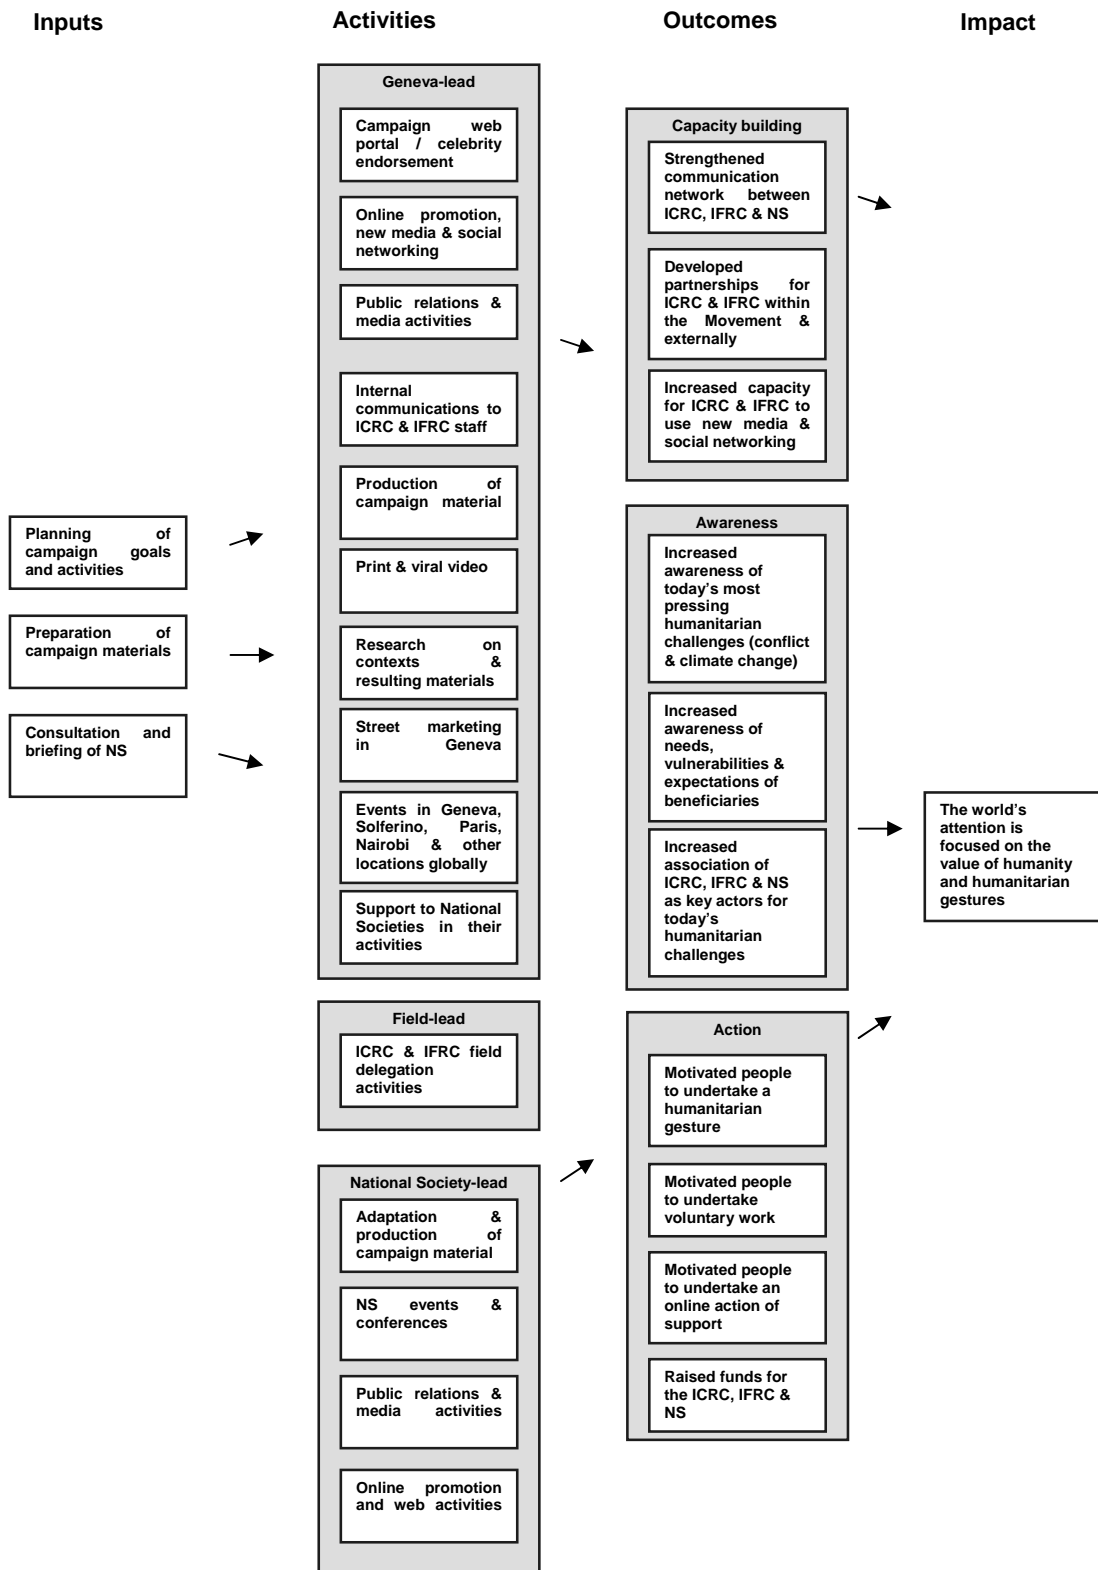 Inputs
Activities
Outcomes
Impact
Planning of
campaign goals
and activities
Preparation of
campaign materials
Consultation and
briefing of NS
Geneva-lead
Campaign web
portal / celebrity
endorsement
Online promotion,
new media & social
networking
Public relations &
media activities
Internal
communications to
ICRC & IFRC staff
Production of
campaign material
Print & viral video
Research on
contexts &
resulting materials
Street marketing
in Geneva
Events in Geneva,
Solferino, Paris,
Nairobi & other
locations globally
Support to National
Societies in their
activities
Field-lead
ICRC & IFRC field
delegation
activities
National Society-lead
Adaptation &
production of
campaign material
NS events &
conferences
Public relations &
media activities
Online promotion
and web activities
Capacity building
Strengthened
communication
network between
ICRC, IFRC & NS
Developed
partnerships for
ICRC & IFRC within
the Movement &
externally
Increased capacity
for ICRC & IFRC to
use new media &
social networking
Awareness
Increased
awareness of
today's most
pressing
humanitarian
challenges (conflict
& climate change)
Increased
awareness of
needs,
vulnerabilities &
expectations of
beneficiaries
Increased
association of
ICRC, IFRC & NS
as key actors for
today's
humanitarian
challenges
Action
Motivated people
to undertake a
humanitarian
gesture
Motivated people
to undertake
voluntary work
Motivated people
to undertake an
online action of
support
Raised funds for
the ICRC, IFRC &
NS
The world's
attention is
focused on the
value of humanity
and humanitarian
gestures